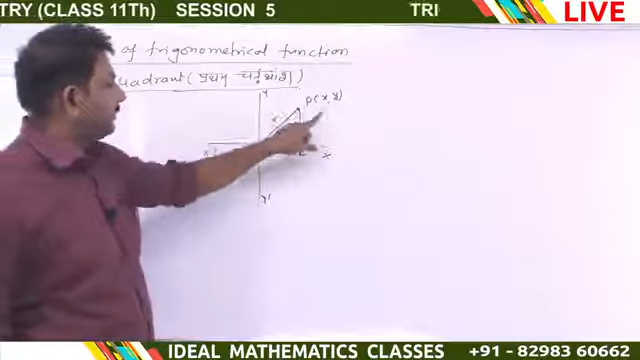 TRY (CLASS 11Th) SESSION 5 TRI
LIVE
of trigonometrical function
uadrant (प्रथम चतुर्थांश)
Y
P(x, y)
X'
X
Y'
IDEAL MATHEMATICS CLASSES +91 - 82983 60662